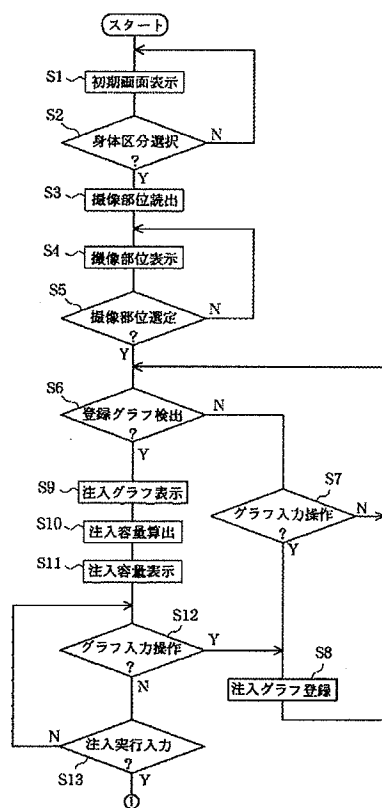 スタート
S1
初期画面表示
S2
身体区分選択
?
N
Y
S3
撮像部位読出
S4
撮像部位表示
S5
撮像部位選定
?
N
Y
S6
登録グラフ検出
?
N
Y
S7
グラフ入力操作
?
N
Y
S9
注入グラフ表示
S10
注入容量算出
S11
注入容量表示
S12
グラフ入力操作
?
Y
N
S8
注入グラフ登録
N
注入実行入力
?
S13
Y
①